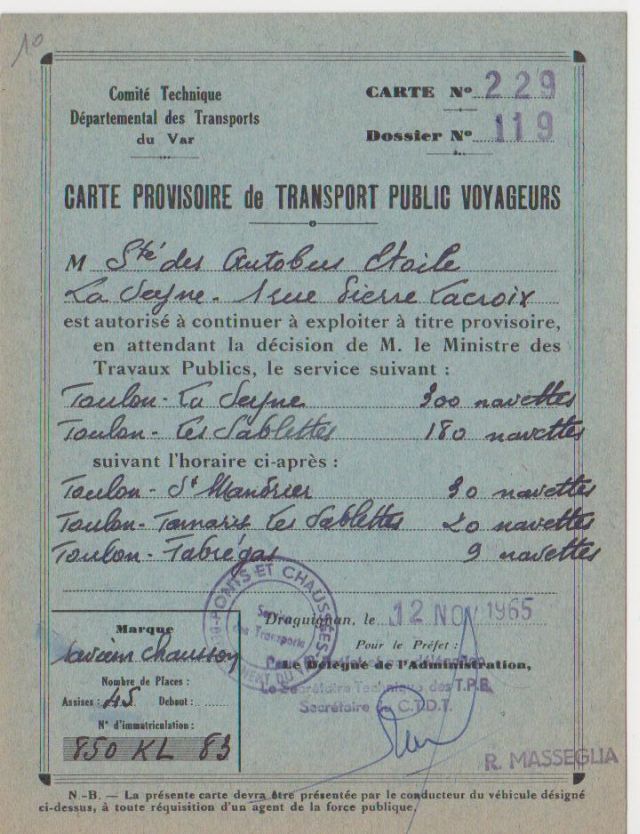 10
Comité Technique
Départemental des Transports
du Var
CARTE Nº 229
Dossier Nº 119
CARTE PROVISOIRE de TRANSPORT PUBLIC VOYAGEURS
M Sté des Autobus Etoile
La Seyne - 1 rue Pierre Lacroix
est autorisé à continuer à exploiter à titre provisoire,
en attendant la décision de M. le Ministre des
Travaux Publics, le service suivant :
Toulon - La Seyne 300 navettes
Toulon - Les Sablettes 180 navettes
suivant l'horaire ci-après :
Toulon - St Mandrier 30 navettes
Toulon - Tamaris Les Sablettes 20 navettes
Toulon - Fabrégas 9 navettes
PONTS ET CHAUSSÉES
Service
des Transports
Draguignan, le 12 NOV 1965
Pour le Préfet :
Le Délégué de l'Administration,
Le Secrétaire Technique des T.P.B.
Secrétaire C.T.D.T.
R. MASSEGLIA
Marque
Saviem Chausson
Nombre de Places :
Assises : 45 Debout :
N° d'immatriculation :
850 KL 83
N.-B. — La présente carte devra être présentée par le conducteur du véhicule désigné
ci-dessus, à toute réquisition d'un agent de la force publique.